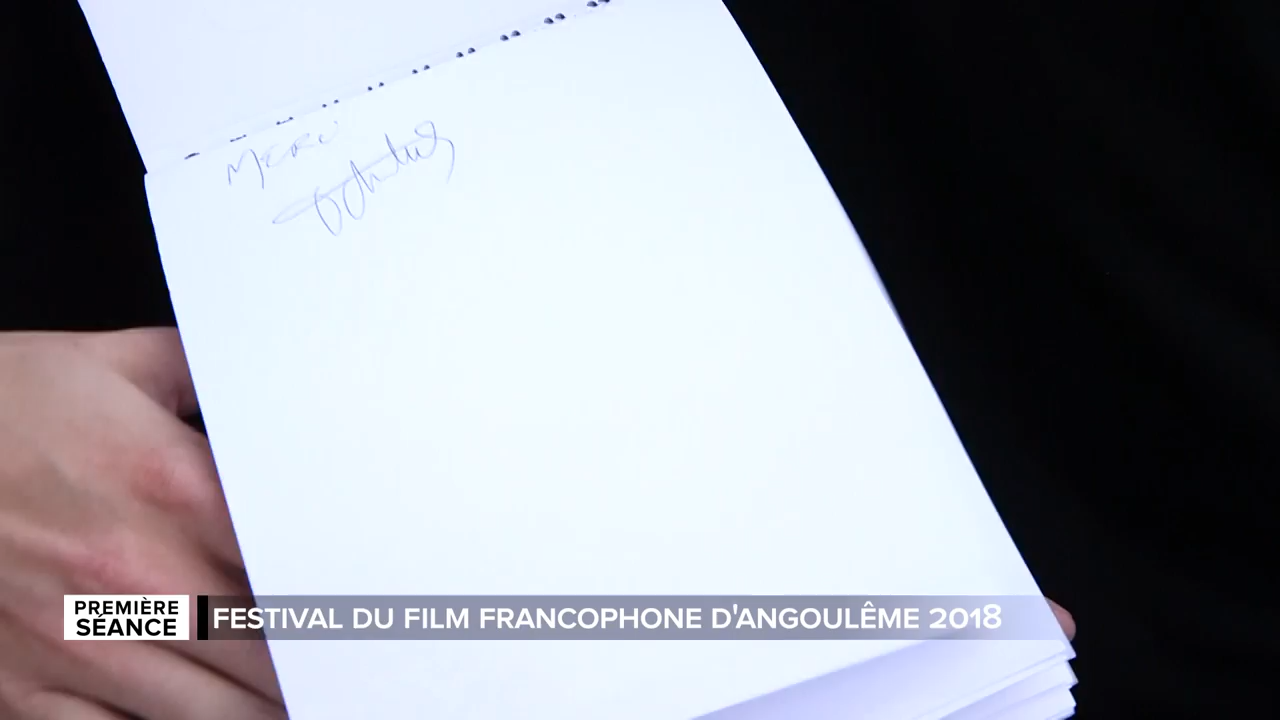 MERCI
PREMIÈRE
SÉANCE
FESTIVAL DU FILM FRANCOPHONE D'ANGOULÊME 2018